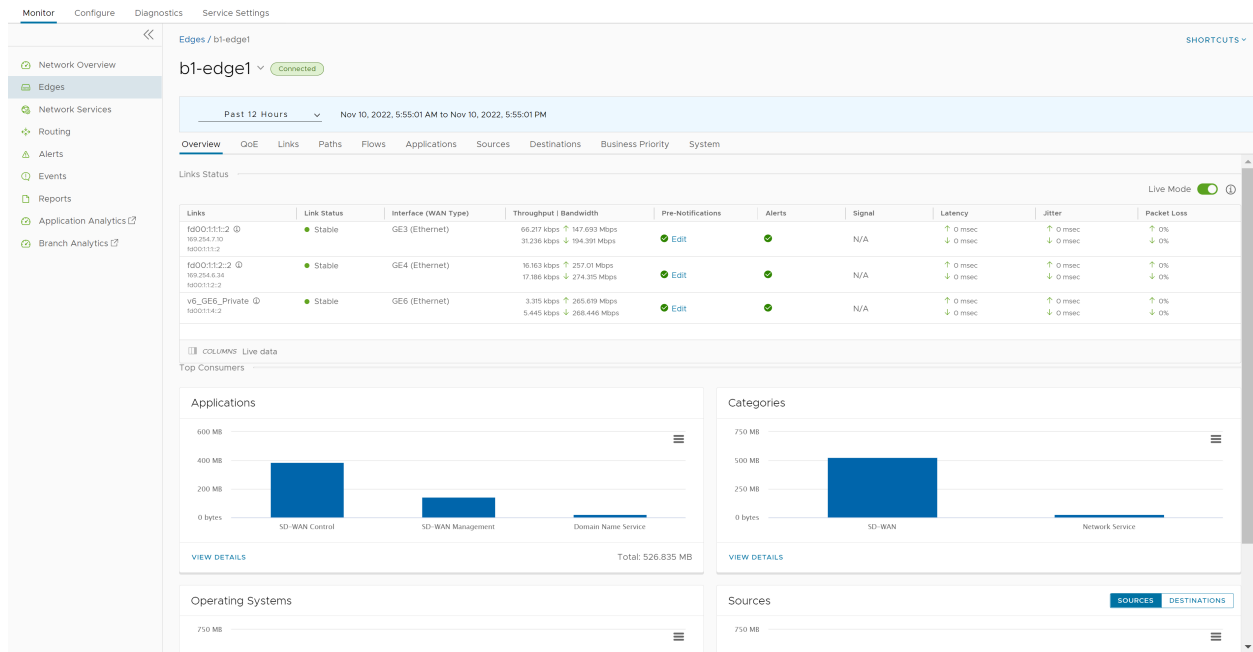 Monitor Configure Diagnostics Service Settings
Edges / b1-edge1
SHORTCUTS
b1-edge1 Connected
Network Overview
Edges
Network Services
Routing
Alerts
Events
Reports
Application Analytics
Branch Analytics
Past 12 Hours Nov 10, 2022, 5:55:01 AM to Nov 10, 2022, 5:55:01 PM
Overview QoE Links Paths Flows Applications Sources Destinations Business Priority System
Links Status
Live Mode
Links Link Status Interface (WAN Type) Throughput | Bandwidth Pre-Notifications Alerts Signal Latency Jitter Packet Loss
fd00:1:1:1::2 Stable GE3 (Ethernet) 66.217 kbps ↑ 147.693 Mbps Edit N/A ↑ 0 msec ↑ 0 msec ↑ 0%
169.254.7.10 31.236 kbps ↓ 194.391 Mbps ↓ 0 msec ↓ 0 msec ↓ 0%
fd00:1:1:1::2
fd00:1:1:2::2 Stable GE4 (Ethernet) 16.163 kbps ↑ 257.01 Mbps Edit N/A ↑ 0 msec ↑ 0 msec ↑ 0%
169.254.6.34 17.186 kbps ↓ 274.315 Mbps ↓ 0 msec ↓ 0 msec ↓ 0%
fd00:1:1:2::2
v6_GE6_Private Stable GE6 (Ethernet) 3.315 kbps ↑ 265.619 Mbps Edit N/A ↑ 0 msec ↑ 0 msec ↑ 0%
fd00:1:1:4::2 5.445 kbps ↓ 268.446 Mbps ↓ 0 msec ↓ 0 msec ↓ 0%
COLUMNS Live data
Top Consumers
Applications
600 MB
400 MB
200 MB
0 bytes
SD-WAN Control SD-WAN Management Domain Name Service
VIEW DETAILS Total: 526.835 MB
Categories
750 MB
500 MB
250 MB
0 bytes
SD-WAN Network Service
VIEW DETAILS
Operating Systems
750 MB
Sources SOURCES DESTINATIONS
750 MB